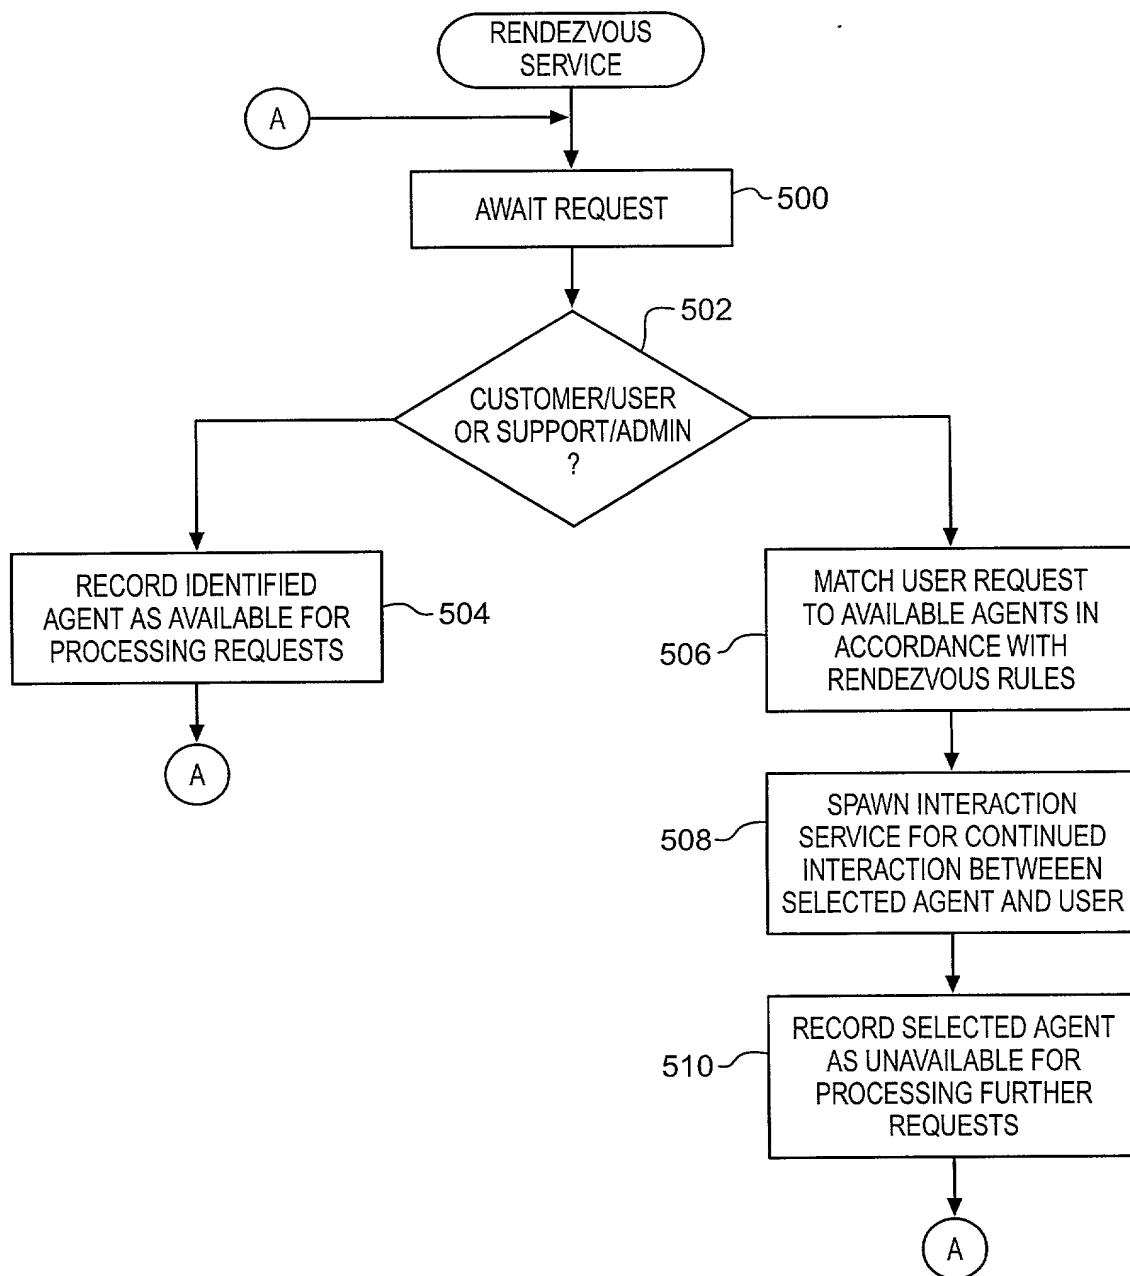 RENDEZVOUS
SERVICE
A
AWAIT REQUEST
500
502
CUSTOMER/USER
OR SUPPORT/ADMIN
?
RECORD IDENTIFIED
AGENT AS AVAILABLE FOR
PROCESSING REQUESTS
504
A
MATCH USER REQUEST
TO AVAILABLE AGENTS IN
ACCORDANCE WITH
RENDEZVOUS RULES
506
SPAWN INTERACTION
SERVICE FOR CONTINUED
INTERACTION BETWEEEN
SELECTED AGENT AND USER
508
RECORD SELECTED AGENT
AS UNAVAILABLE FOR
PROCESSING FURTHER
REQUESTS
510
A